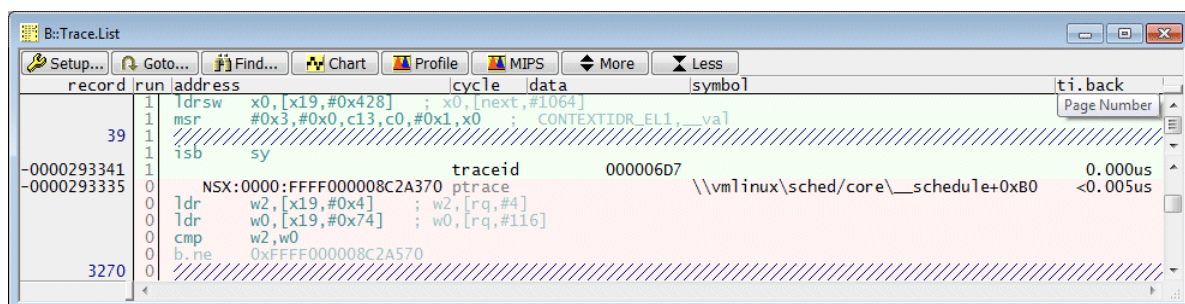 B::Trace.List
Setup... Goto... Find... Chart Profile MIPS More Less
record run address cycle data symbol ti.back
1 ldrsw x0,[x19,#0x428] ; x0,[next,#1064]
Page Number
1 msr #0x3,#0x0,c13,c0,#0x1,x0 ; CONTEXTIDR_EL1,__val
39 1
1 isb sy
-0000293341 1 traceid 000006D7 0.000us
-0000293335 0 NSX:0000:FFFF000008C2A370 ptrace \\vmlinux\sched/core\__schedule+0xB0 <0.005us
0 ldr w2,[x19,#0x4] ; w2,[rq,#4]
0 ldr w0,[x19,#0x74] ; w0,[rq,#116]
0 cmp w2,w0
0 b.ne 0xFFFF000008C2A570
3270 0